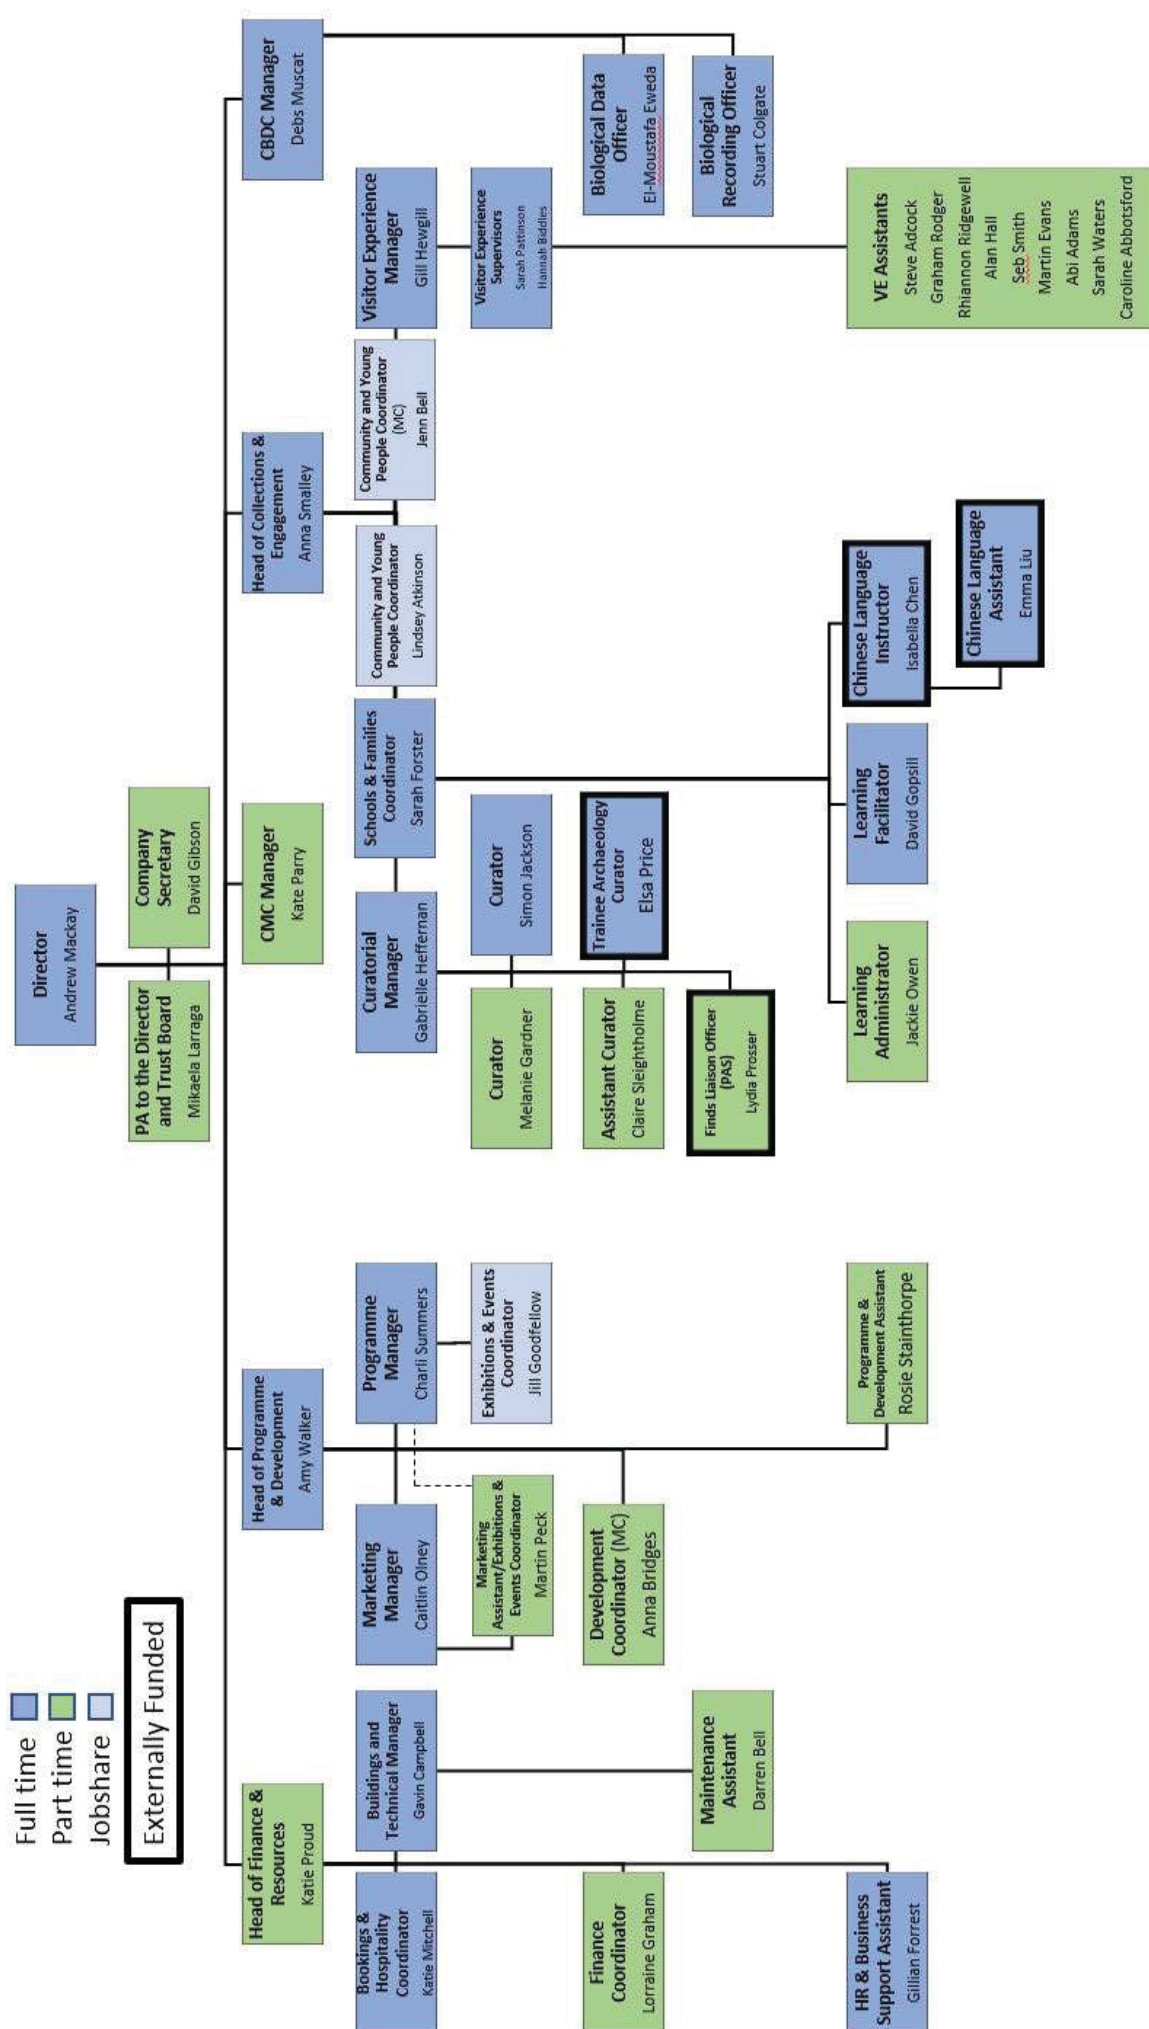 Full time
Part time
Jobshare
Externally Funded
Director
Andrew Mackay
PA to the Director
and Trust Board
Mikaela Larraga
Company
Secretary
David Gibson
Head of Finance &
Resources
Katie Proud
Head of Programme
& Development
Amy Walker
CMC Manager
Kate Parry
Head of Collections &
Engagement
Anna Smalley
CBDC Manager
Debs Muscat
Bookings &
Hospitality
Coordinator
Katie Mitchell
Buildings and
Technical Manager
Gavin Campbell
Marketing
Manager
Caitlin Olney
Programme
Manager
Charli Summers
Curatorial
Manager
Gabrielle Heffernan
Schools & Families
Coordinator
Sarah Forster
Community and Young
People Coordinator
Lindsey Atkinson
Community and Young
People Coordinator
(MC)
Jenn Bell
Visitor Experience
Manager
Gill Hewgill
Marketing
Assistant/Exhibitions &
Events Coordinator
Martin Peck
Exhibitions & Events
Coordinator
Jill Goodfellow
Curator
Melanie Gardner
Curator
Simon Jackson
Visitor Experience
Supervisors
Sarah Pattinson
Hannah Biddles
Finance
Coordinator
Lorraine Graham
Development
Coordinator (MC)
Anna Bridges
Assistant Curator
Claire Sleightholme
Trainee Archaeology
Curator
Elsa Price
Biological Data
Officer
El-Moustafa Eweda
Maintenance
Assistant
Darren Bell
Finds Liaison Officer
(PAS)
Lydia Prosser
Biological
Recording Officer
Stuart Colgate
HR & Business
Support Assistant
Gillian Forrest
Programme &
Development Assistant
Rosie Stainthorpe
Learning
Administrator
Jackie Owen
Learning
Facilitator
David Gopsill
Chinese Language
Instructor
Isabella Chen
Chinese Language
Assistant
Emma Liu
VE Assistants
Steve Adcock
Graham Rodger
Rhiannon Ridgewell
Alan Hall
Seb Smith
Martin Evans
Abi Adams
Sarah Waters
Caroline Abbotsford